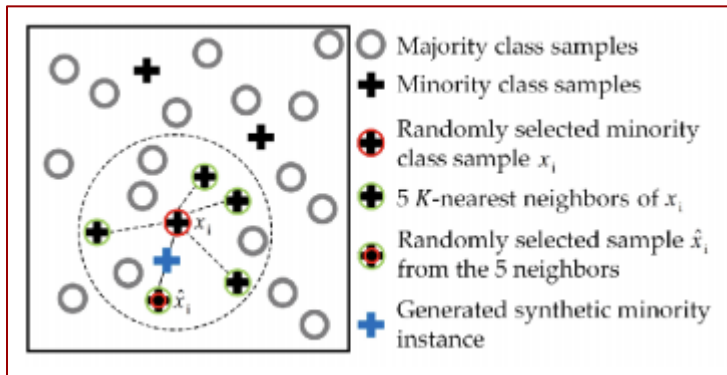 Majority class samples
Minority class samples
Randomly selected minority
class sample xᵢ
5 K-nearest neighbors of xᵢ
Randomly selected sample x̂ᵢ
from the 5 neighbors
Generated synthetic minority
instance
xᵢ
x̂ᵢ